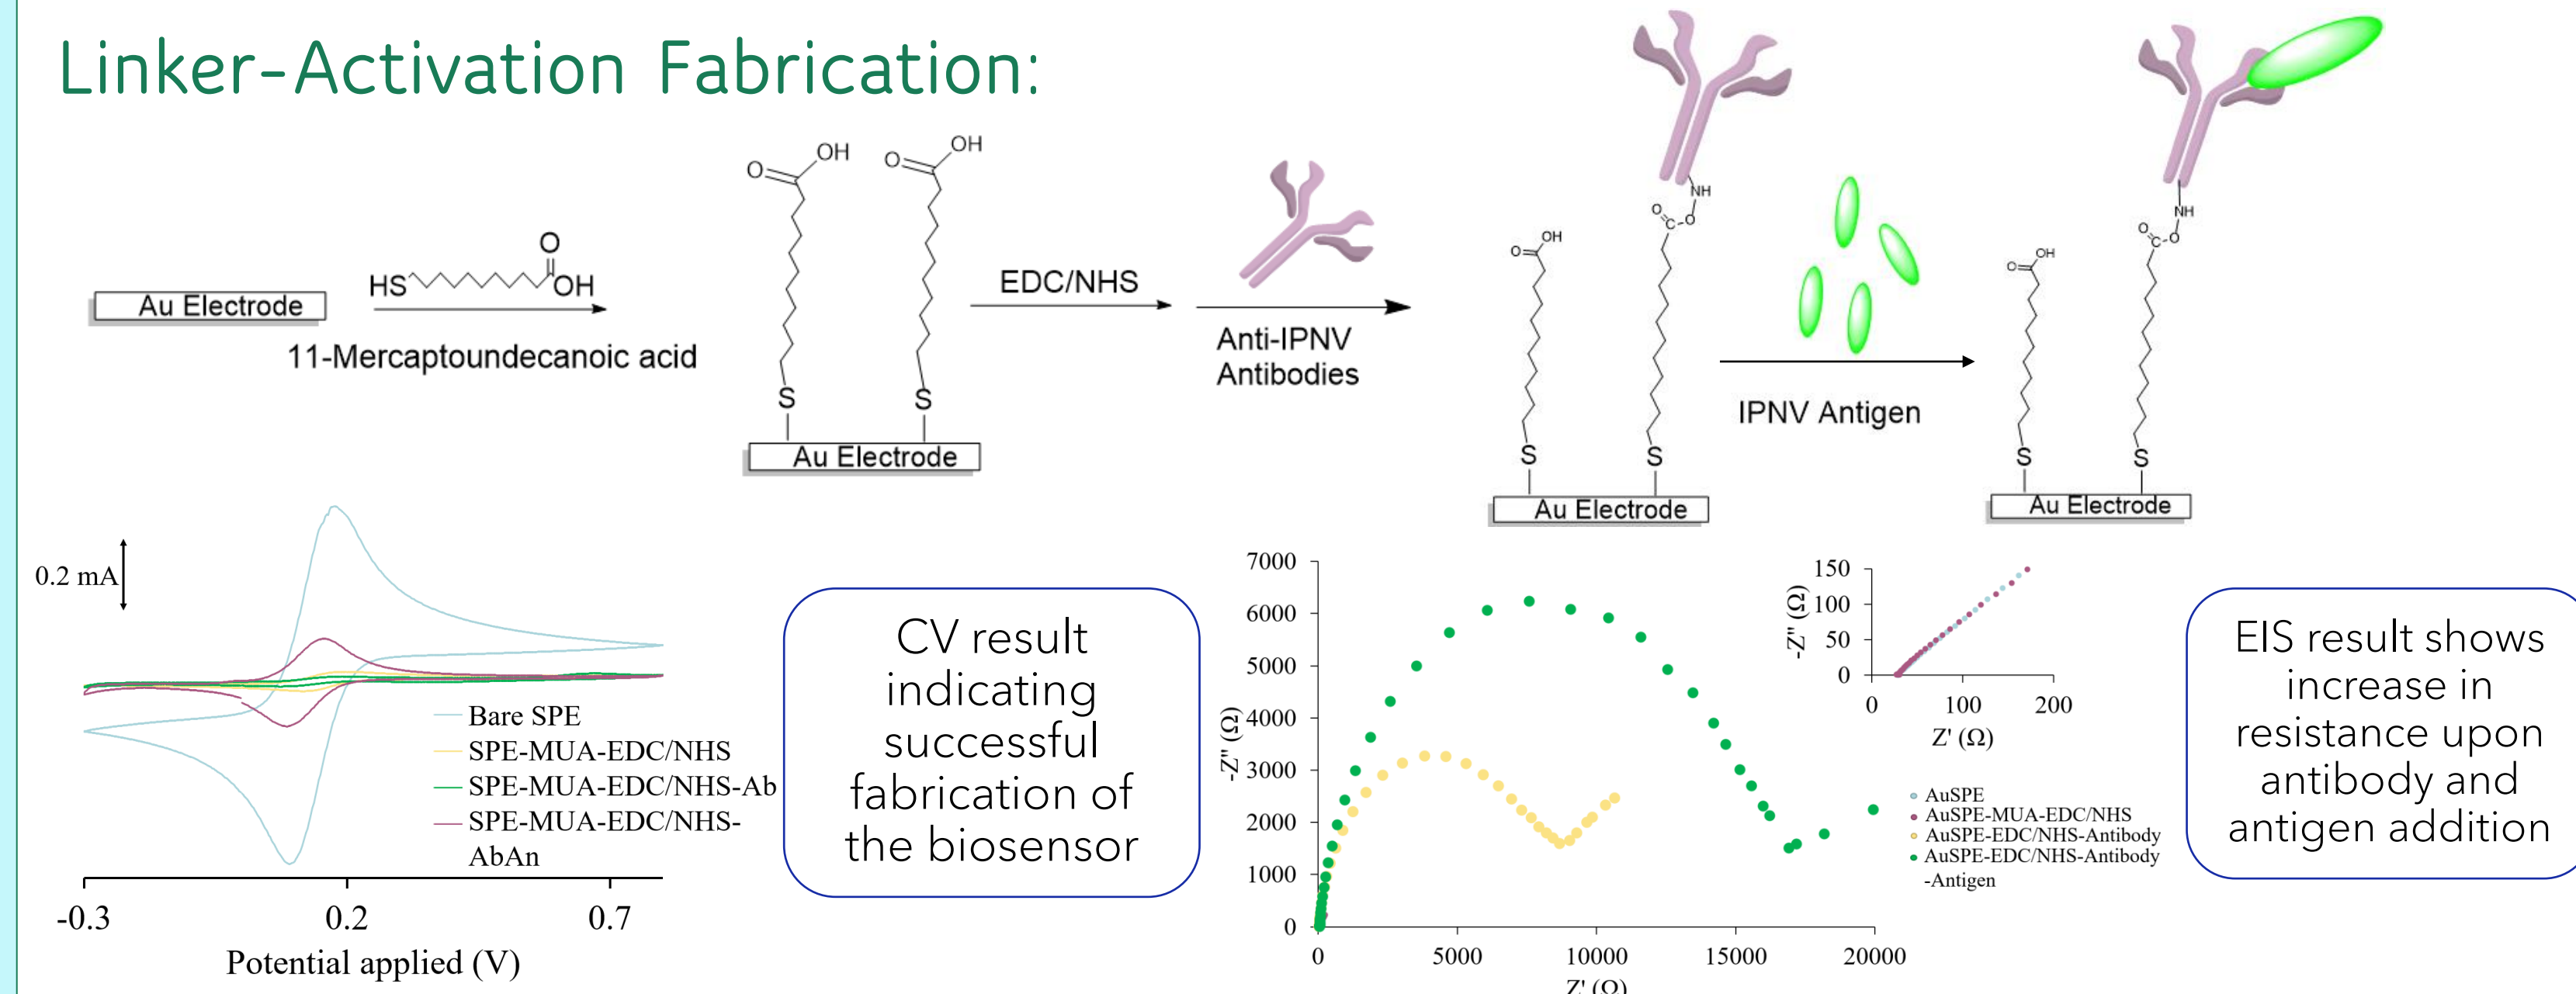 Linker-Activation Fabrication:
Au Electrode
HS
O
OH
11-Mercaptoundecanoic acid
O
OH
O
OH
S
S
Au Electrode
EDC/NHS
Anti-IPNV
Antibodies
O
OH
NH
O
C-O
S
S
Au Electrode
IPNV Antigen
O
OH
NH
O
C-O
S
S
Au Electrode
0.2 mA
Bare SPE
SPE-MUA-EDC/NHS
SPE-MUA-EDC/NHS-Ab
SPE-MUA-EDC/NHS-
AbAn
-0.3
0.2
0.7
Potential applied (V)
CV result
indicating
successful
fabrication of
the biosensor
-Z" (Ω)
7000
6000
5000
4000
3000
2000
1000
0
0
5000
10000
15000
20000
Z' (Ω)
-Z" (Ω)
150
100
50
0
0
100
200
Z' (Ω)
AuSPE
AuSPE-MUA-EDC/NHS
AuSPE-EDC/NHS-Antibody
AuSPE-EDC/NHS-Antibody
-Antigen
EIS result shows
increase in
resistance upon
antibody and
antigen addition